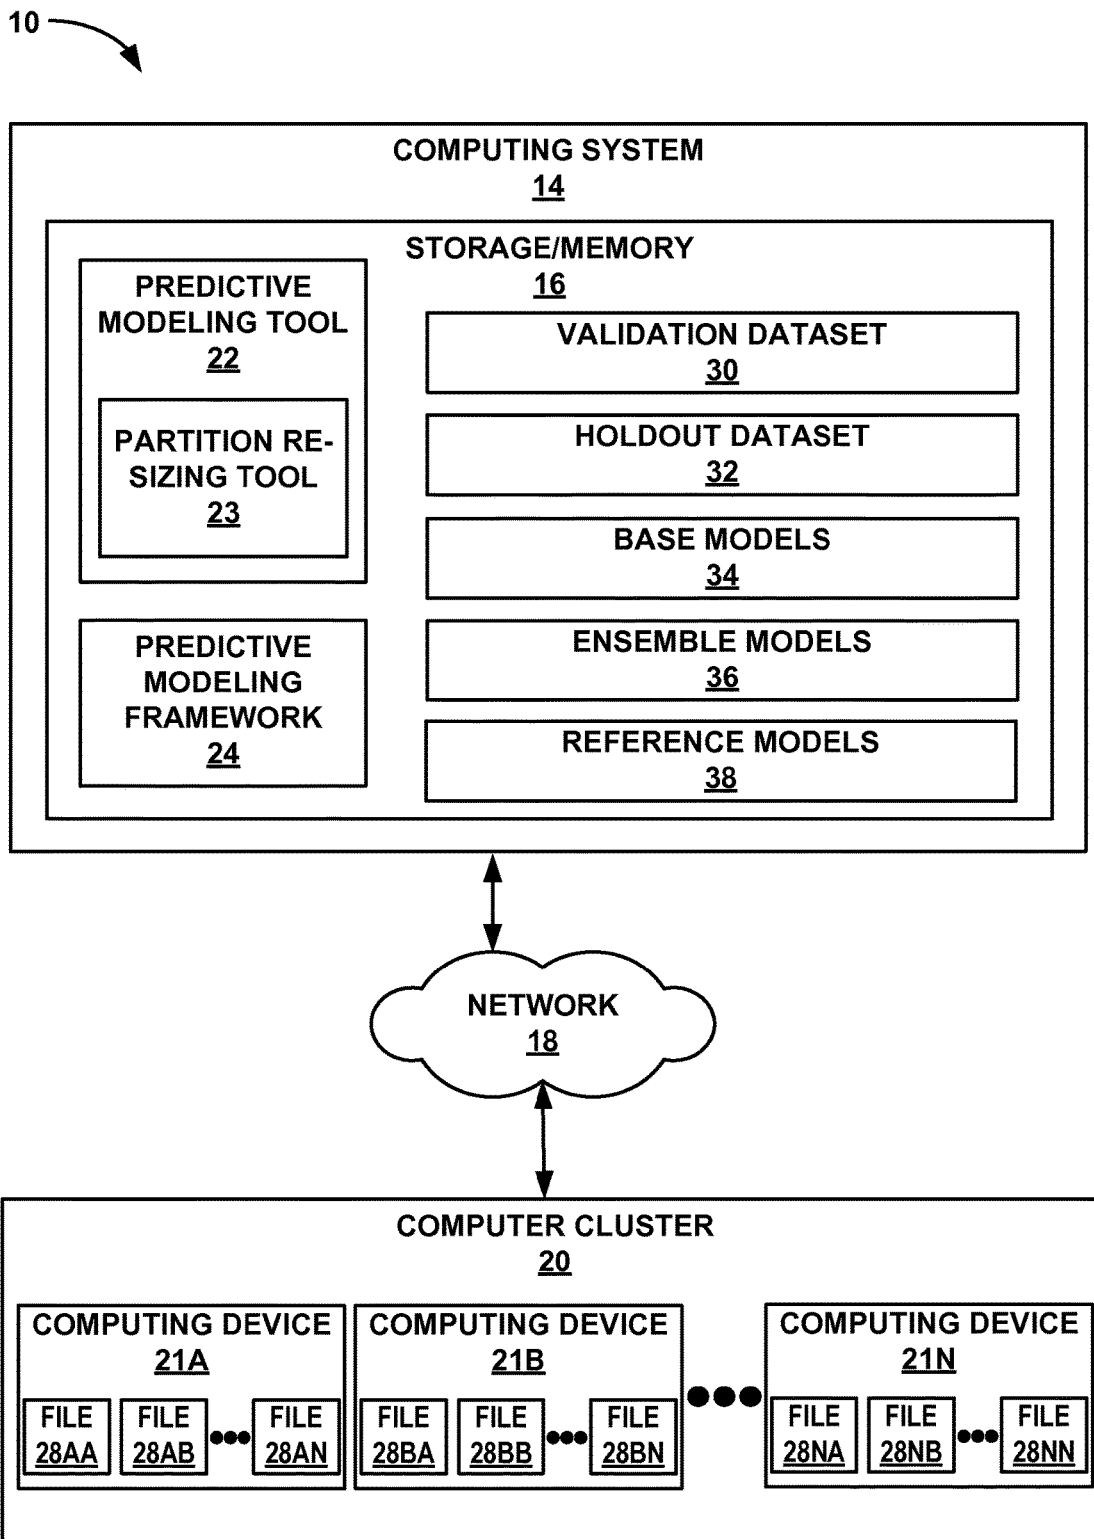 10
COMPUTING SYSTEM
14
STORAGE/MEMORY
16
PREDICTIVE
MODELING TOOL
22
PARTITION RE-
SIZING TOOL
23
PREDICTIVE
MODELING
FRAMEWORK
24
VALIDATION DATASET
30
HOLDOUT DATASET
32
BASE MODELS
34
ENSEMBLE MODELS
36
REFERENCE MODELS
38
NETWORK
18
COMPUTER CLUSTER
20
COMPUTING DEVICE
21A
FILE
28AA
FILE
28AB
FILE
28AN
COMPUTING DEVICE
21B
FILE
28BA
FILE
28BB
FILE
28BN
COMPUTING DEVICE
21N
FILE
28NA
FILE
28NB
FILE
28NN